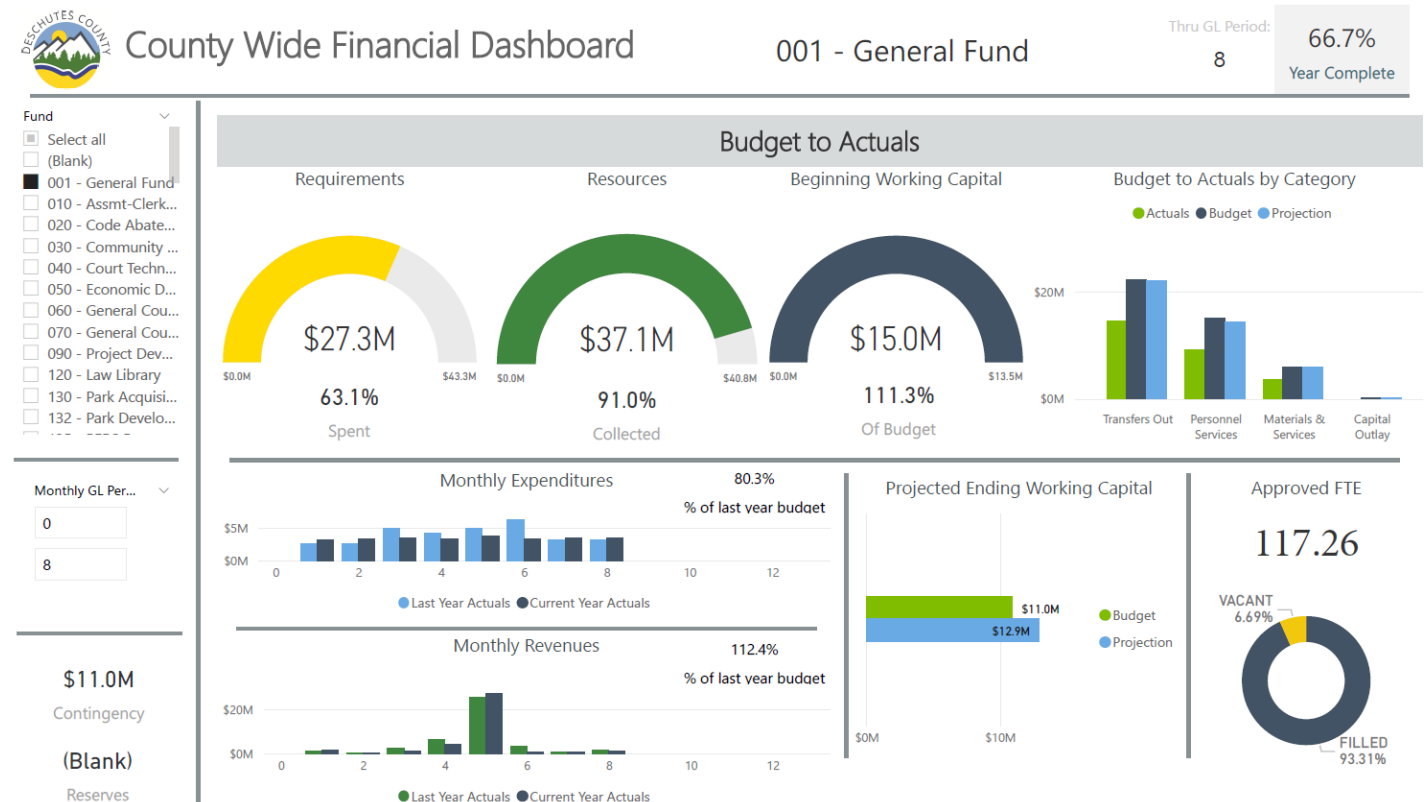 DESCHUTES COUNTY
County Wide Financial Dashboard
001 - General Fund
Thru GL Period:
8
66.7%
Year Complete
Fund
Select all
(Blank)
001 - General Fund
010 - Assmt-Clerk...
020 - Code Abate...
030 - Community ...
040 - Court Techn...
050 - Economic D...
060 - General Cou...
070 - General Cou...
090 - Project Dev...
120 - Law Library
130 - Park Acquisi...
132 - Park Develo...
Monthly GL Per...
0
8
$11.0M
Contingency
(Blank)
Reserves
Budget to Actuals
Requirements
$27.3M
$0.0M
$43.3M
63.1%
Spent
Resources
$37.1M
$0.0M
$40.8M
91.0%
Collected
Beginning Working Capital
$15.0M
$0.0M
$13.5M
111.3%
Of Budget
Budget to Actuals by Category
Actuals Budget Projection
$20M
$0M
Transfers Out
Personnel
Services
Materials &
Services
Capital
Outlay
Monthly Expenditures
80.3%
% of last year budget
$5M
$0M
0 2 4 6 8 10 12
Last Year Actuals Current Year Actuals
Monthly Revenues
112.4%
% of last year budget
$20M
$0M
0 2 4 6 8 10 12
Last Year Actuals Current Year Actuals
Projected Ending Working Capital
$11.0M
$12.9M
Budget
Projection
$0M $10M
Approved FTE
117.26
VACANT
6.69%
FILLED
93.31%